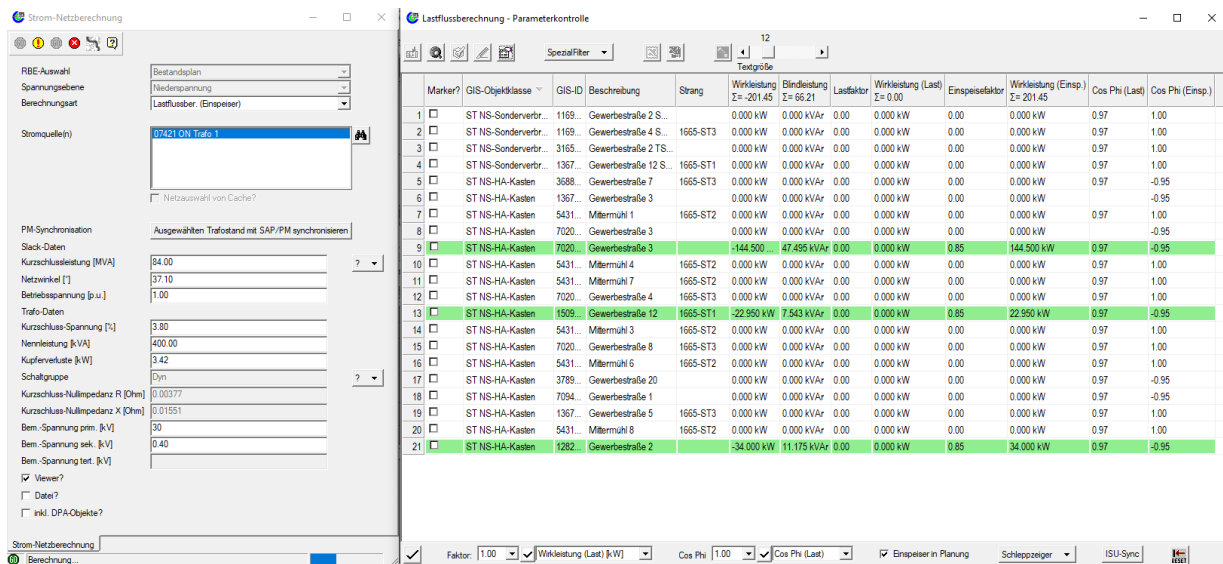 Strom-Netzberechnung
RBE-Auswahl Bestandsplan
Spannungsebene Niederspannung
Berechnungsart Lastflussber. (Einspeiser)
Stromquelle(n) 07421 ON Trafo 1
Netzauswahl von Cache?
PM-Synchronisation Ausgewählten Trafostand mit SAP/PM synchronisieren
Slack-Daten
Kurzschlussleistung [MVA] 84.00 ?
Netzwinkel [°] 37.10
Betriebsspannung [p.u.] 1.00
Trafo-Daten
Kurzschluss-Spannung [%] 3.80
Nennleistung [kVA] 400.00
Kupferverluste [kW] 3.42
Schaltgruppe Dyn ?
Kurzschluss-Nullimpedanz R [Ohm] 0.00377
Kurzschluss-Nullimpedanz X [Ohm] 0.01551
Bem.-Spannung prim. [kV] 30
Bem.-Spannung sek. [kV] 0.40
Bem.-Spannung tert. [kV]
Viewer?
Datei?
inkl. DPA-Objekte?
Strom-Netzberechnung
GO Berechnung...
Lastflussberechnung - Parameterkontrolle
SpezialFilter
12
Textgröße
Marker? GIS-Objektklasse GIS-ID Beschreibung Strang Wirkleistung Blindleistung Lastfaktor Wirkleistung (Last) Einspeisefaktor Wirkleistung (Einsp.) Cos Phi (Last) Cos Phi (Einsp.)
Σ= -201.45 Σ= 66.21 Σ= 0.00 Σ= 201.45
1 ST NS-Sonderverbr... 1169... Gewerbestraße 2 S... 0.000 kW 0.000 kVAr 0.00 0.000 kW 0.00 0.000 kW 0.97 1.00
2 ST NS-Sonderverbr... 1169... Gewerbestraße 4 S... 1665-ST3 0.000 kW 0.000 kVAr 0.00 0.000 kW 0.00 0.000 kW 0.97 1.00
3 ST NS-Sonderverbr... 3165... Gewerbestraße 2 TS... 0.000 kW 0.000 kVAr 0.00 0.000 kW 0.00 0.000 kW 0.97 1.00
4 ST NS-Sonderverbr... 1367... Gewerbestraße 12 S... 1665-ST1 0.000 kW 0.000 kVAr 0.00 0.000 kW 0.00 0.000 kW 0.97 1.00
5 ST NS-HA-Kasten 3688... Gewerbestraße 7 1665-ST3 0.000 kW 0.000 kVAr 0.00 0.000 kW 0.00 0.000 kW 0.97 -0.95
6 ST NS-HA-Kasten 1367... Gewerbestraße 3 0.000 kW 0.000 kVAr 0.00 0.000 kW 0.00 0.000 kW -0.95
7 ST NS-HA-Kasten 5431... Mittermühl 1 1665-ST2 0.000 kW 0.000 kVAr 0.00 0.000 kW 0.00 0.000 kW 0.97 1.00
8 ST NS-HA-Kasten 7020... Gewerbestraße 3 0.000 kW 0.000 kVAr 0.00 0.000 kW 0.00 0.000 kW -0.95
9 ST NS-HA-Kasten 7020... Gewerbestraße 3 -144.500 ... 47.495 kVAr 0.00 0.000 kW 0.85 144.500 kW 0.97 -0.95
10 ST NS-HA-Kasten 5431... Mittermühl 4 1665-ST2 0.000 kW 0.000 kVAr 0.00 0.000 kW 0.00 0.000 kW 0.97 1.00
11 ST NS-HA-Kasten 5431... Mittermühl 7 1665-ST2 0.000 kW 0.000 kVAr 0.00 0.000 kW 0.00 0.000 kW 0.97 1.00
12 ST NS-HA-Kasten 7020... Gewerbestraße 4 1665-ST3 0.000 kW 0.000 kVAr 0.00 0.000 kW 0.00 0.000 kW 0.97 1.00
13 ST NS-HA-Kasten 1509... Gewerbestraße 12 1665-ST1 -22.950 kW 7.543 kVAr 0.00 0.000 kW 0.85 22.950 kW 0.97 -0.95
14 ST NS-HA-Kasten 5431... Mittermühl 3 1665-ST2 0.000 kW 0.000 kVAr 0.00 0.000 kW 0.00 0.000 kW 0.97 1.00
15 ST NS-HA-Kasten 7020... Gewerbestraße 8 1665-ST3 0.000 kW 0.000 kVAr 0.00 0.000 kW 0.00 0.000 kW 0.97 1.00
16 ST NS-HA-Kasten 5431... Mittermühl 6 1665-ST2 0.000 kW 0.000 kVAr 0.00 0.000 kW 0.00 0.000 kW 0.97 1.00
17 ST NS-HA-Kasten 3789... Gewerbestraße 20 0.000 kW 0.000 kVAr 0.00 0.000 kW 0.00 0.000 kW 0.97 -0.95
18 ST NS-HA-Kasten 7094... Gewerbestraße 1 0.000 kW 0.000 kVAr 0.00 0.000 kW 0.00 0.000 kW 0.97 -0.95
19 ST NS-HA-Kasten 1367... Gewerbestraße 5 1665-ST3 0.000 kW 0.000 kVAr 0.00 0.000 kW 0.00 0.000 kW 0.97 1.00
20 ST NS-HA-Kasten 5431... Mittermühl 8 1665-ST2 0.000 kW 0.000 kVAr 0.00 0.000 kW 0.00 0.000 kW 0.97 1.00
21 ST NS-HA-Kasten 1282... Gewerbestraße 2 -34.000 kW 11.175 kVAr 0.00 0.000 kW 0.85 34.000 kW 0.97 -0.95
Faktor: 1.00 Wirkleistung (Last) [kW] Cos Phi 1.00 Cos Phi (Last) Einspeiser in Planung Schleppzeiger ISU-Sync RESET